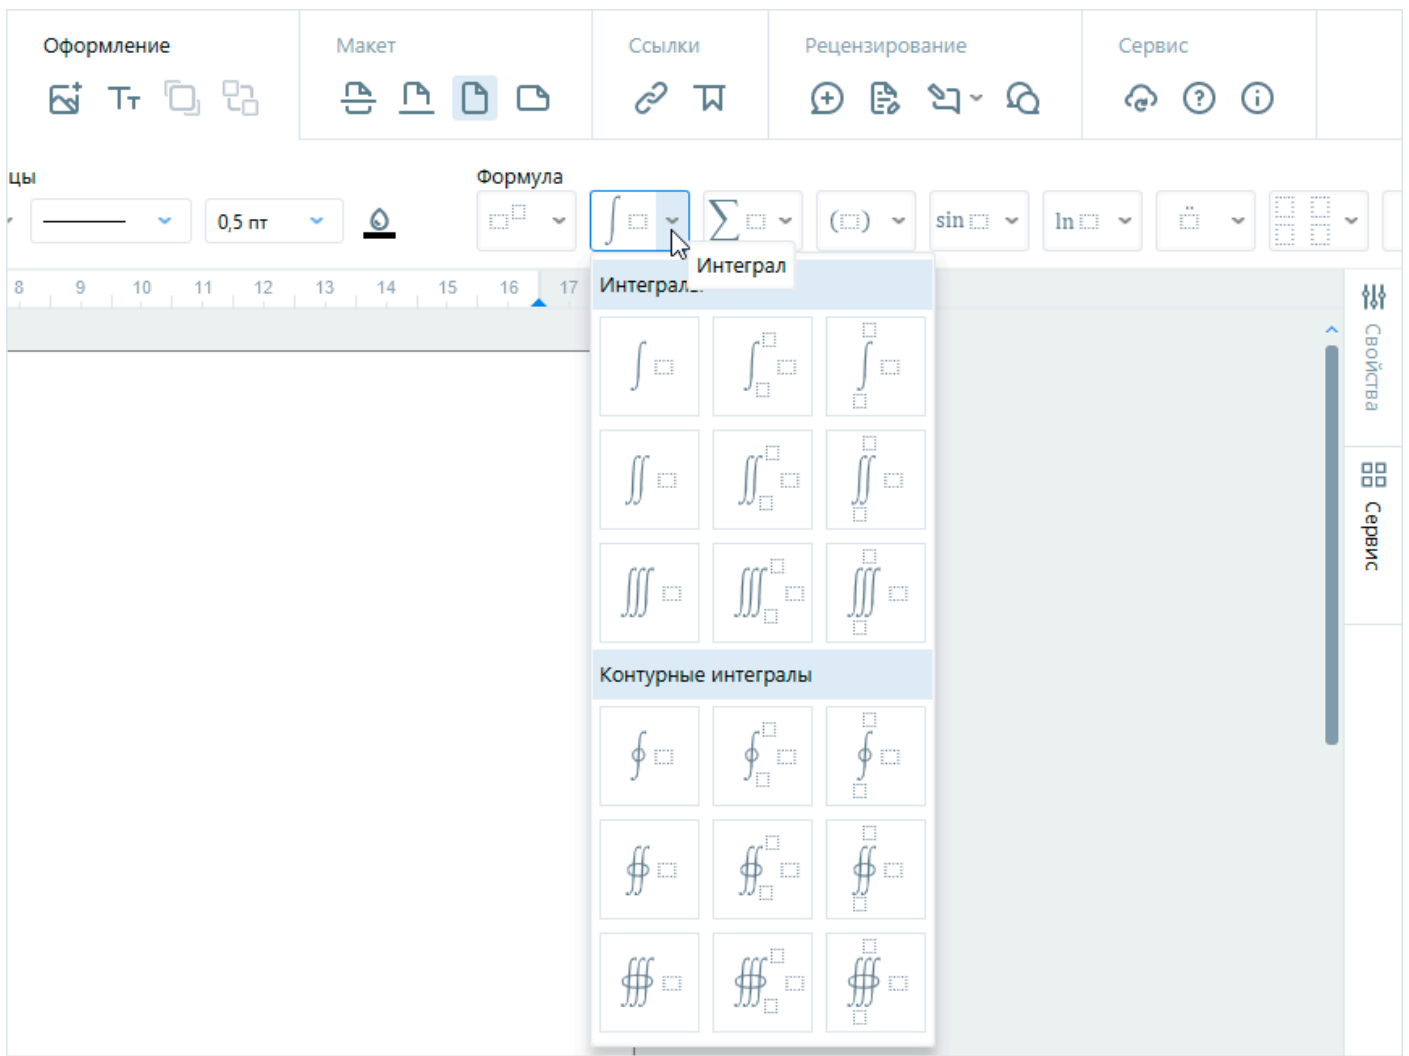 Оформление Макет Ссылки Рецензирование Сервис
цы Формула
0,5 пт
sin ln
Интеграл
8 9 10 11 12 13 14 15 16 17
Свойства
Контурные интегралы
Сервис